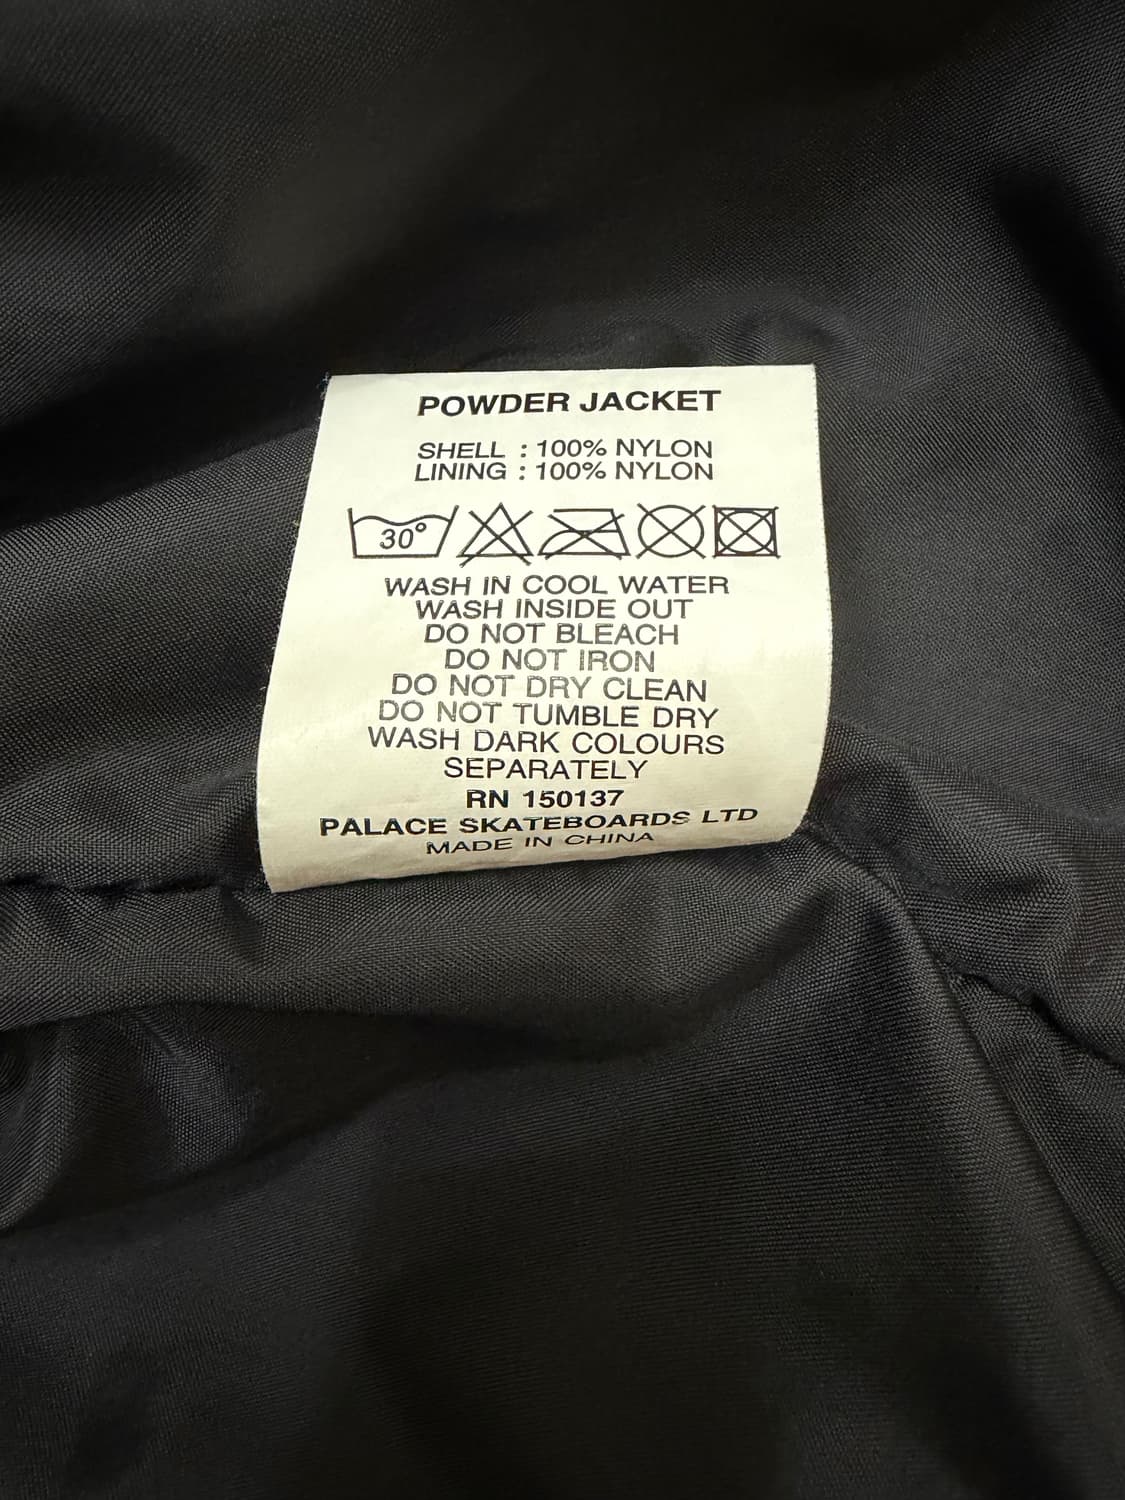 POWDER JACKET
SHELL : 100% NYLON
LINING : 100% NYLON
30°
WASH IN COOL WATER
WASH INSIDE OUT
DO NOT BLEACH
DO NOT IRON
DO NOT DRY CLEAN
DO NOT TUMBLE DRY
WASH DARK COLOURS
SEPARATELY
RN 150137
PALACE SKATEBOARDS LTD
MADE IN CHINA